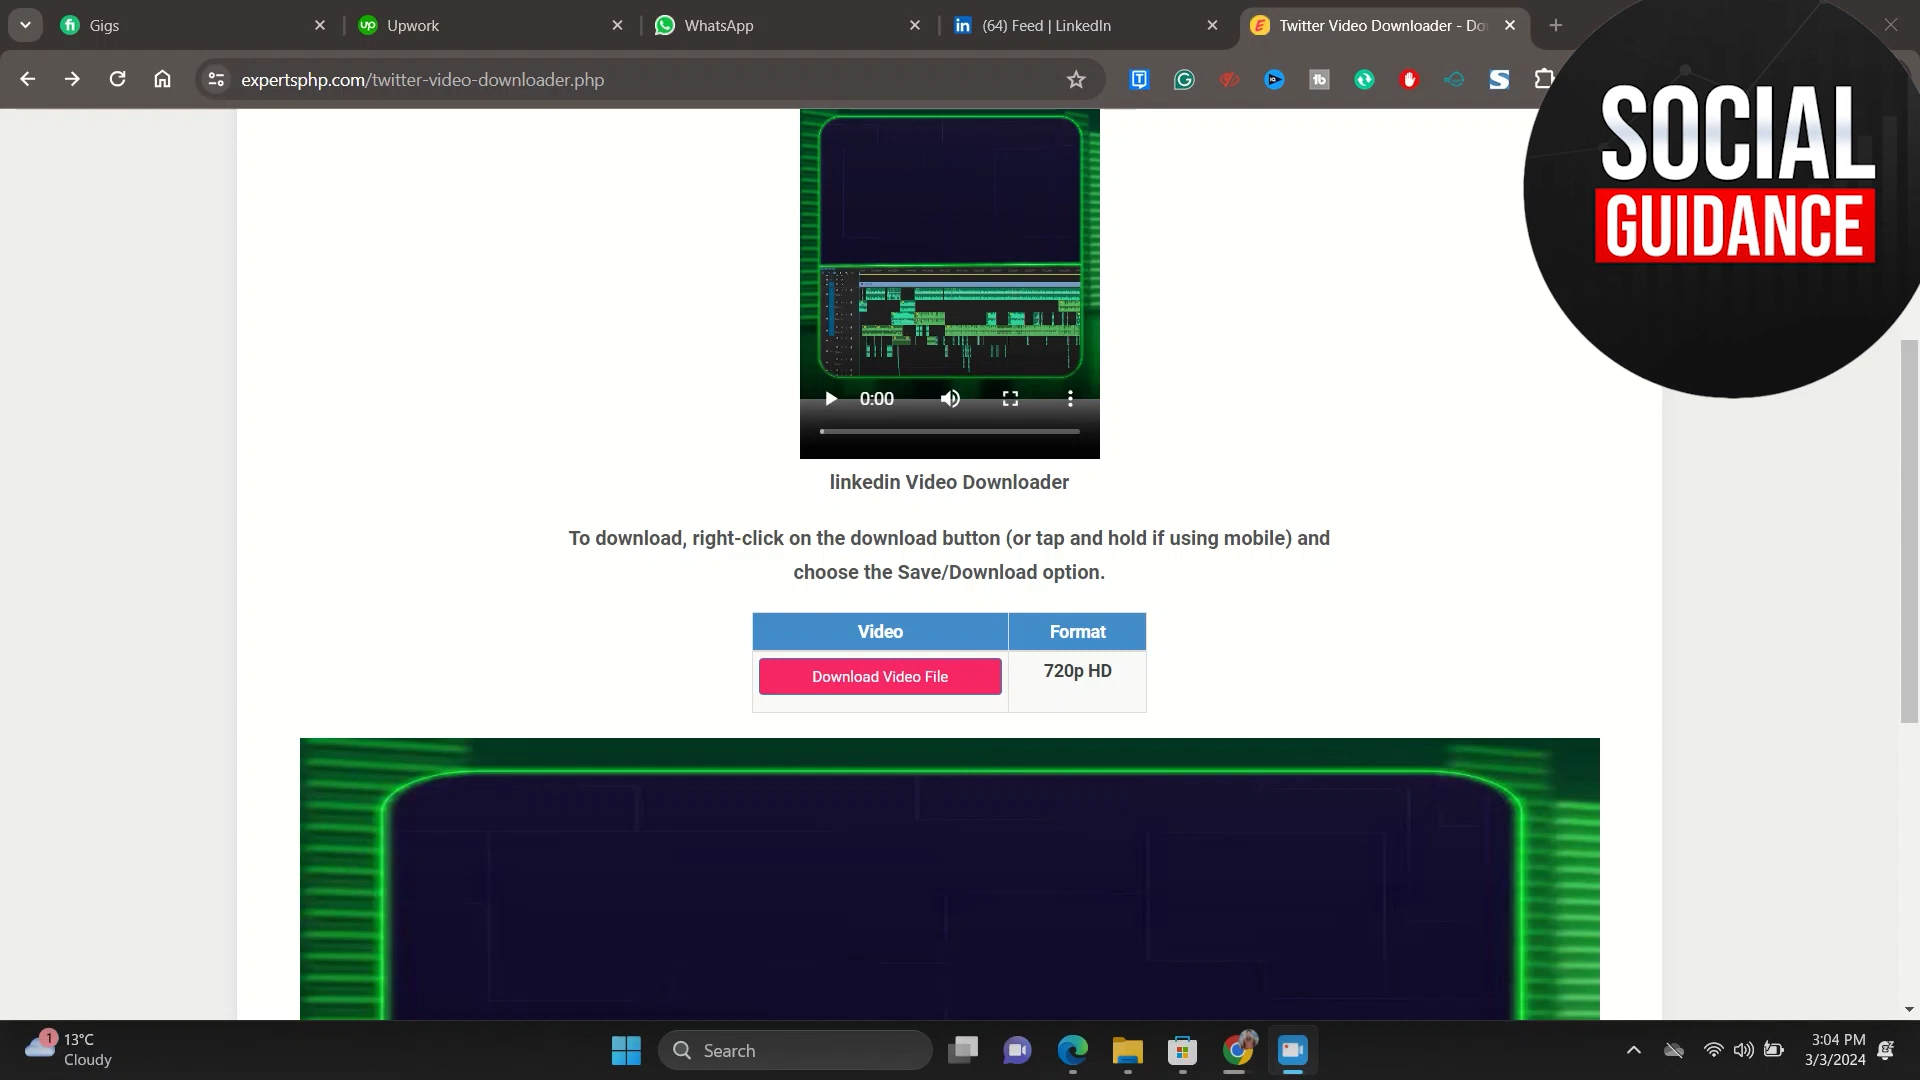 Gigs
Upwork
WhatsApp
(64) Feed | LinkedIn
Twitter Video Downloader - Do
expertsphp.com/twitter-video-downloader.php
SOCIAL
GUIDANCE
0:00
linkedin Video Downloader
To download, right-click on the download button (or tap and hold if using mobile) and
choose the Save/Download option.
Video
Format
Download Video File
720p HD
1
13°C
Cloudy
Search
3:04 PM
3/3/2024